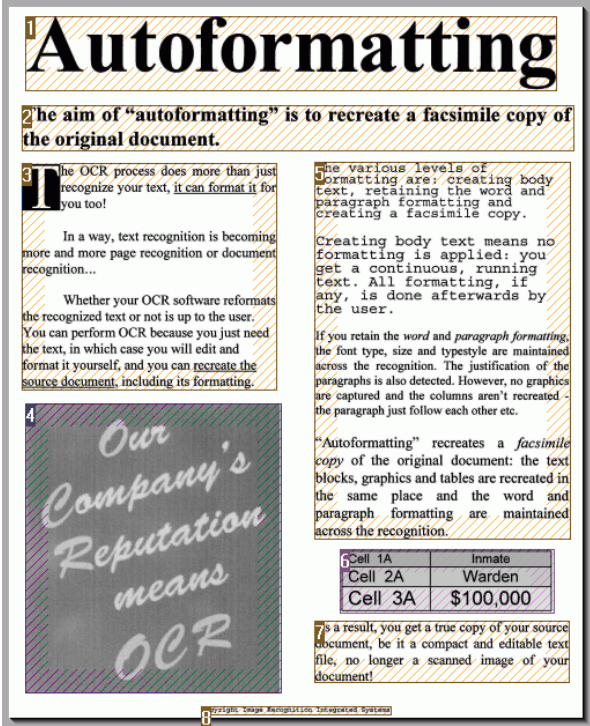 1
Autoformatting
2
he aim of “autoformatting” is to recreate a facsimile copy of
the original document.
3
The OCR process does more than just
recognize your text, it can format it for
you too!
In a way, text recognition is becoming
more and more page recognition or document
recognition...
Whether your OCR software reformats
the recognized text or not is up to the user.
You can perform OCR because you just need
the text, in which case you will edit and
format it yourself, and you can recreate the
source document, including its formatting.
4
Our
Company's
Reputation
means
OCR
5
he various levels of
ormatting are: creating body
text, retaining the word and
paragraph formatting and
creating a facsimile copy.
Creating body text means no
formatting is applied: you
get a continuous, running
text. All formatting, if
any, is done afterwards by
the user.
If you retain the word and paragraph formatting,
the font type, size and typestyle are maintained
across the recognition. The justification of the
paragraphs is also detected. However, no graphics
are captured and the columns aren’t recreated -
the paragraph just follow each other etc.
“Autoformatting” recreates a facsimile
copy of the original document: the text
blocks, graphics and tables are recreated in
the same place and the word and
paragraph formatting are maintained
across the recognition.
6
Cell 1A Inmate
Cell 2A Warden
Cell 3A $100,000
7
s a result, you get a true copy of your source
document, be it a compact and editable text
file, no longer a scanned image of your
document!
8
pyright Image Recognition Integrated Systems